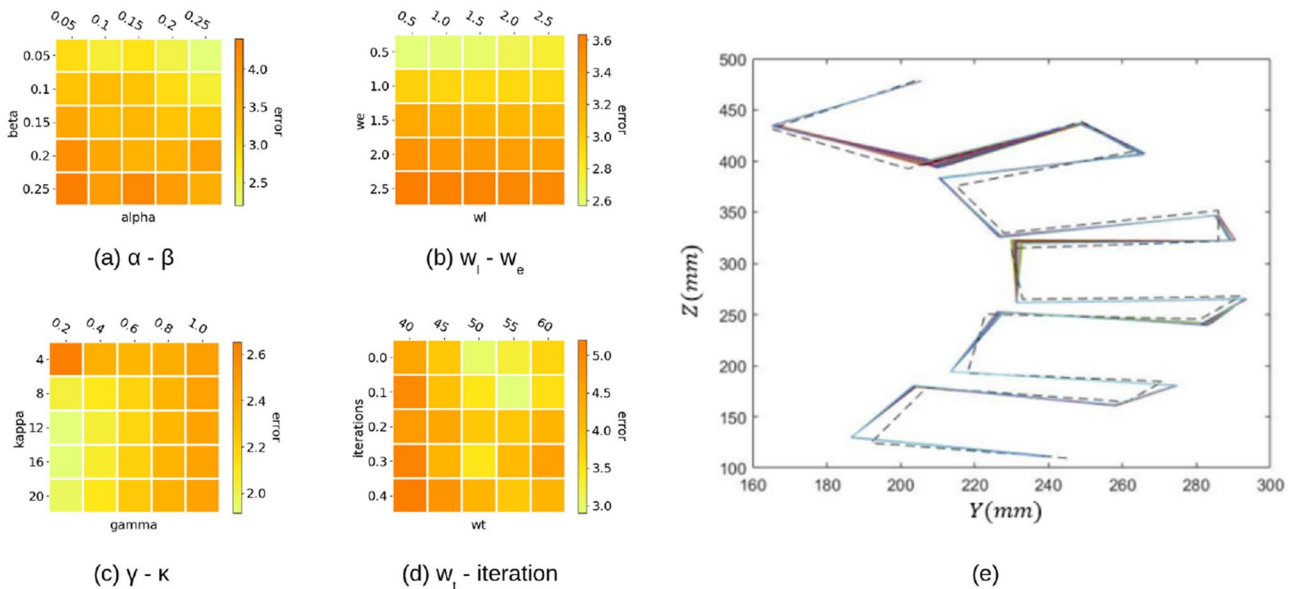 0.05 0.1 0.15 0.2 0.25
0.05
0.1
0.15
0.2
0.25
beta
alpha
4.0
3.5
3.0
2.5
error
(a) α - β
0.5 1.0 1.5 2.0 2.5
0.5
1.0
1.5
2.0
2.5
we
wl
3.6
3.4
3.2
3.0
2.8
2.6
error
(b) w_l - w_e
0.2 0.4 0.6 0.8 1.0
4
8
12
16
20
kappa
gamma
2.6
2.4
2.2
2.0
error
(c) γ - κ
40 45 50 55 60
0.0
0.1
0.2
0.3
0.4
iterations
wt
5.0
4.5
4.0
3.5
3.0
error
(d) w_t - iteration
500
450
400
350
300
250
200
150
100
Z(mm)
160 180 200 220 240 260 280 300
Y(mm)
(e)